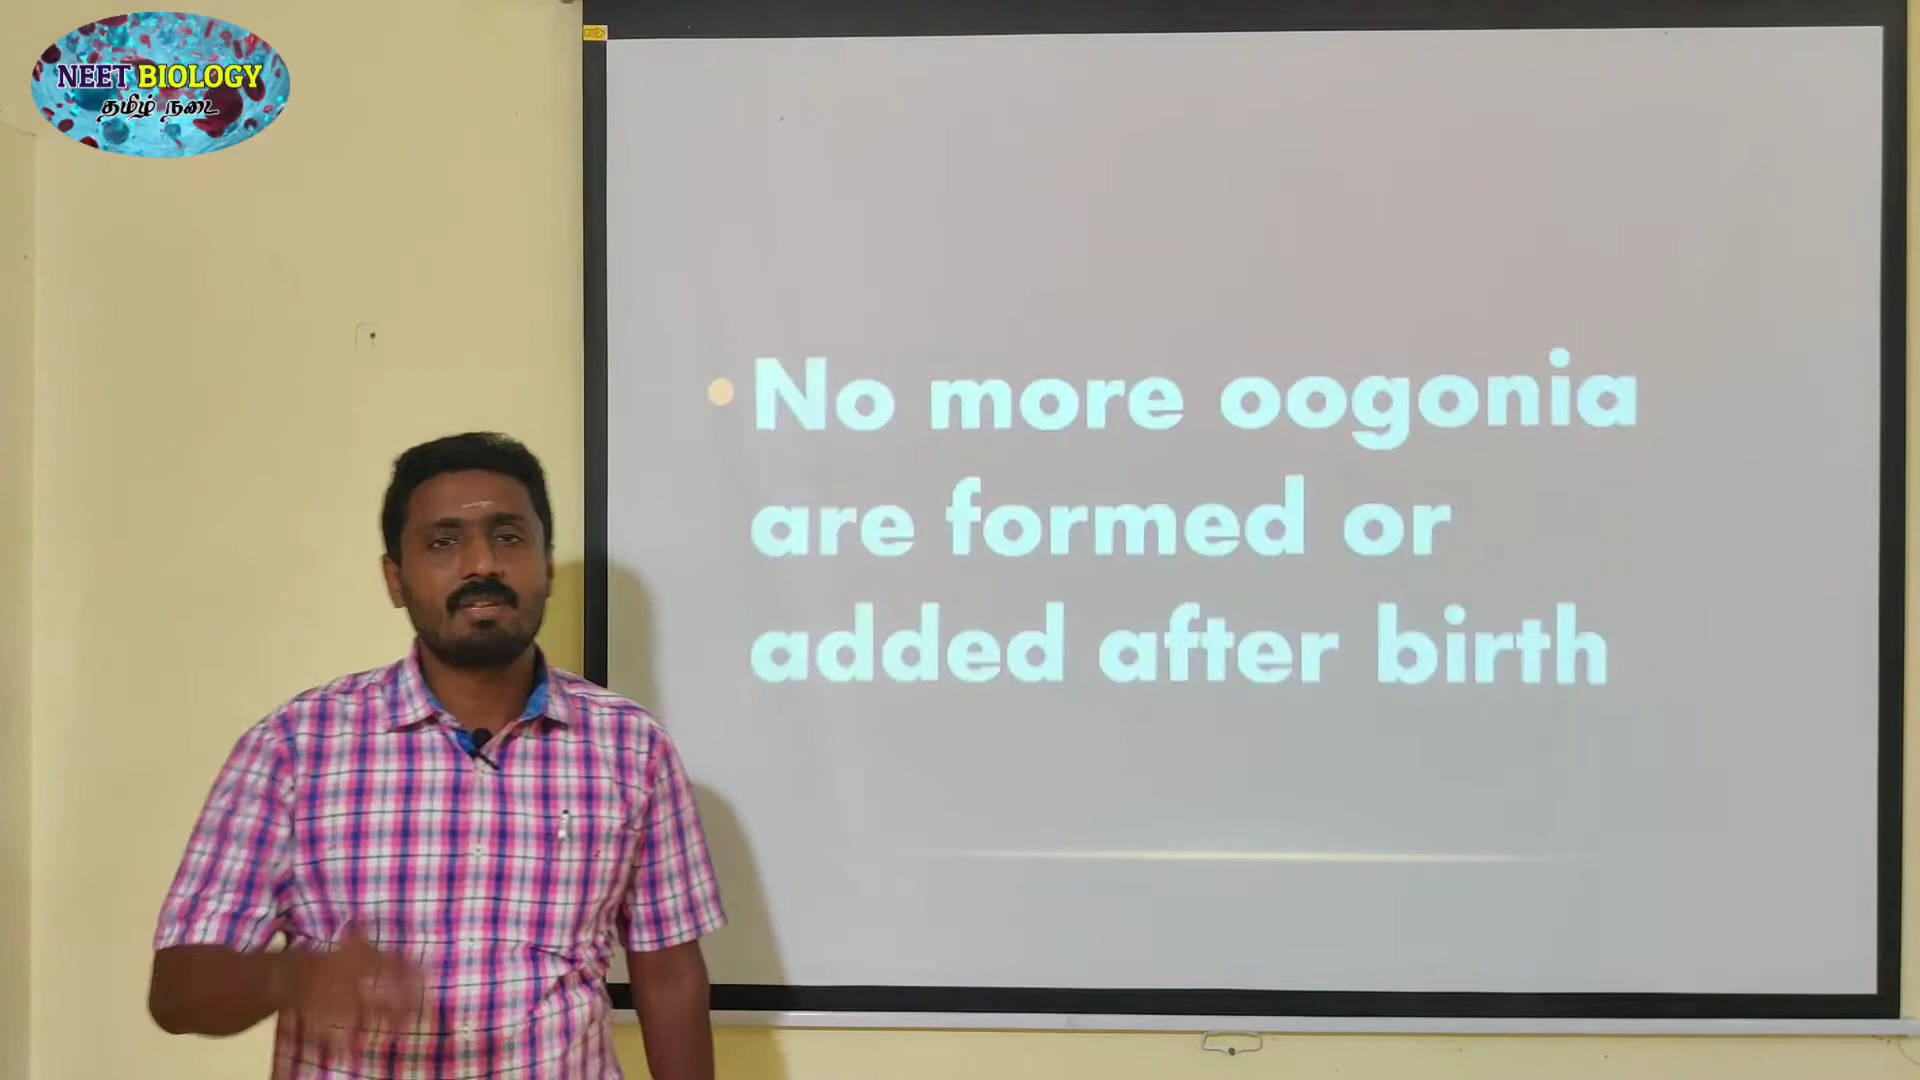 NEET BIOLOGY
தமிழ் நடை
No more oogonia
are formed or
added after birth